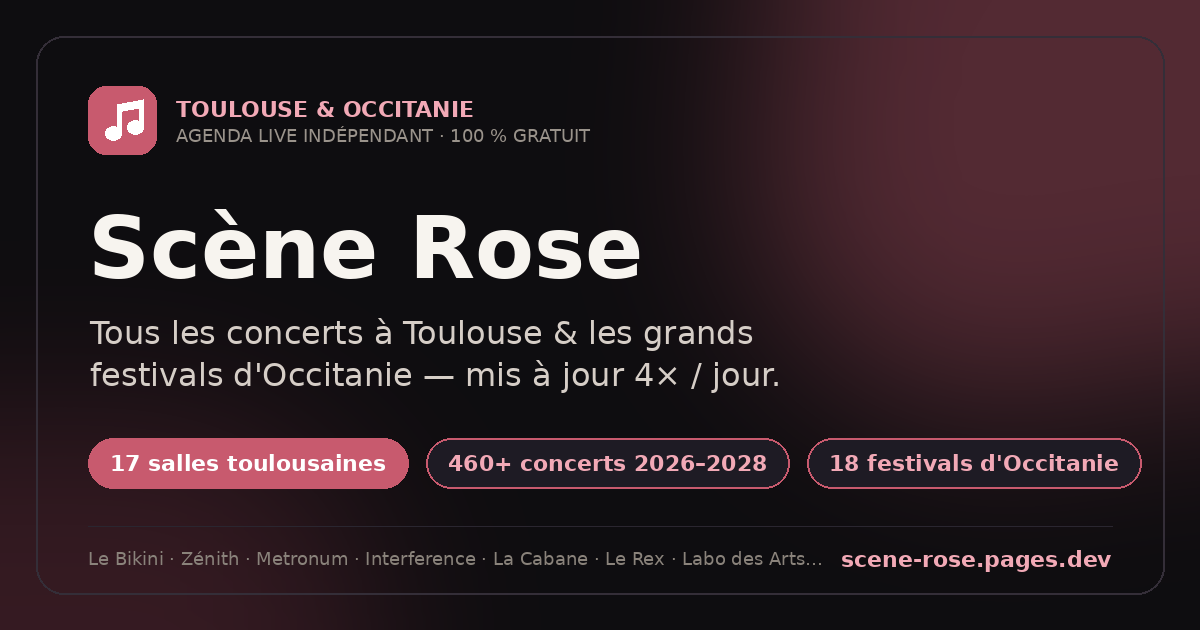 TOULOUSE & OCCITANIE
AGENDA LIVE INDÉPENDANT · 100 % GRATUIT
Scène Rose
Tous les concerts à Toulouse & les grands
festivals d'Occitanie — mis à jour 4× / jour.
17 salles toulousaines
460+ concerts 2026–2028
18 festivals d'Occitanie
Le Bikini · Zénith · Metronum · Interference · La Cabane · Le Rex · Labo des Arts…
scene-rose.pages.dev